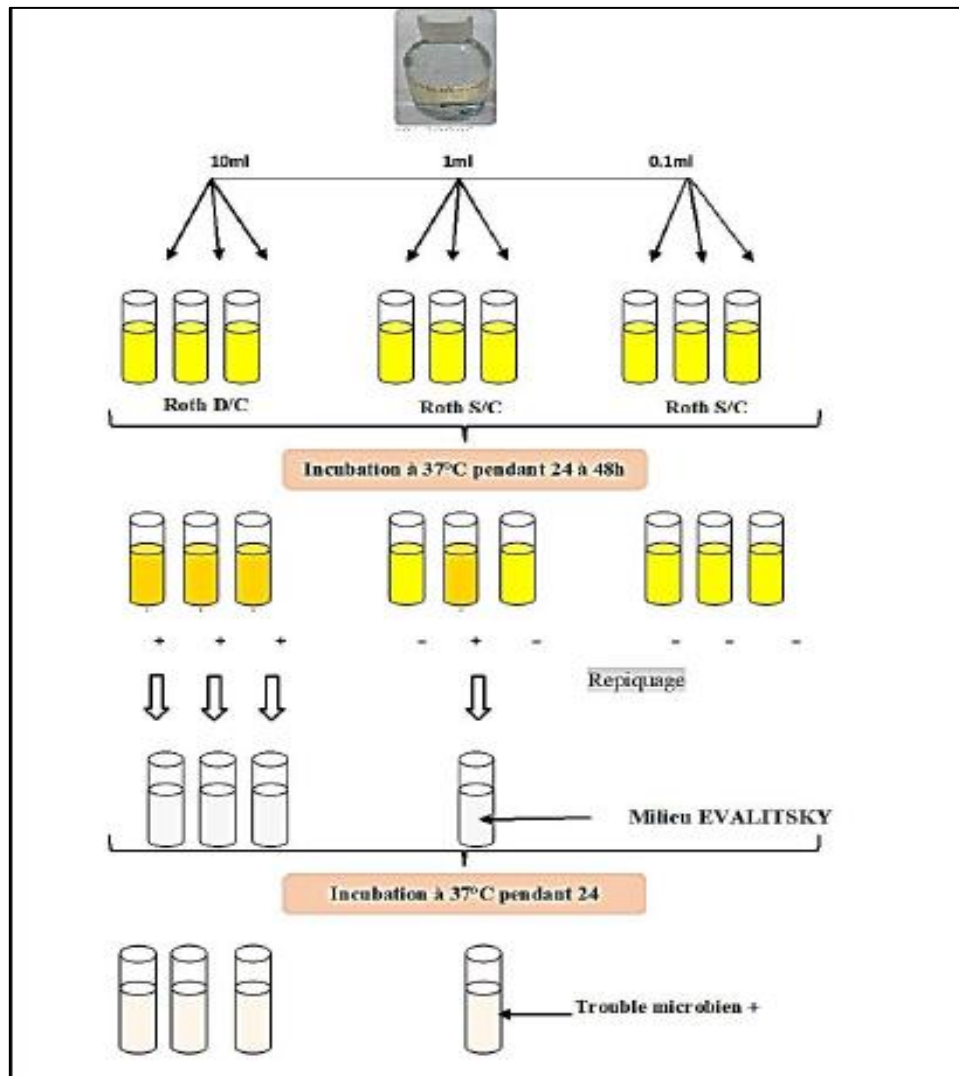 10ml 1ml 0.1ml
Roth D/C Roth S/C Roth S/C
Incubation à 37°C pendant 24 à 48h
+ + + - + - - - -
Repiquage
Milieu EVALITSKY
Incubation à 37°C pendant 24
Trouble microbien +